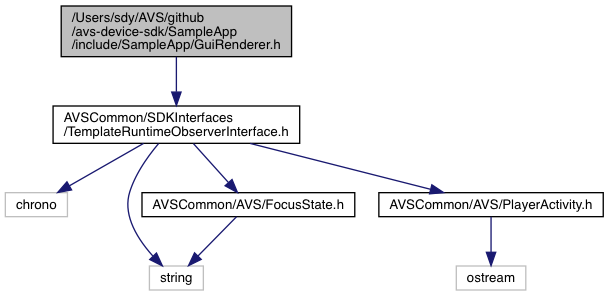 /Users/sdy/AVS/github
/avs-device-sdk/SampleApp
/include/SampleApp/GuiRenderer.h
AVSCommon/SDKInterfaces
/TemplateRuntimeObserverInterface.h
chrono
AVSCommon/AVS/FocusState.h
AVSCommon/AVS/PlayerActivity.h
string
ostream